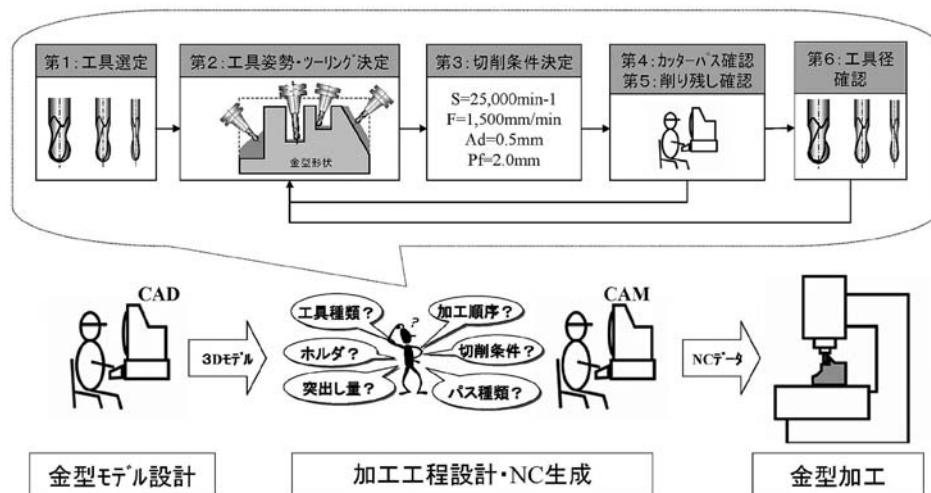 第1:工具選定
第2:工具姿勢・ツーリング決定
金型形状
第3:切削条件決定
S=25,000min-1
F=1,500mm/min
Ad=0.5mm
Pf=2.0mm
第4:カッターパス確認
第5:削り残し確認
第6:工具径
確認
CAD
3Dモデル
工具種類?
ホルダ?
突出し量?
?
加工順序?
切削条件?
パス種類?
CAM
NCデータ
金型モデル設計
加工工程設計・NC生成
金型加工